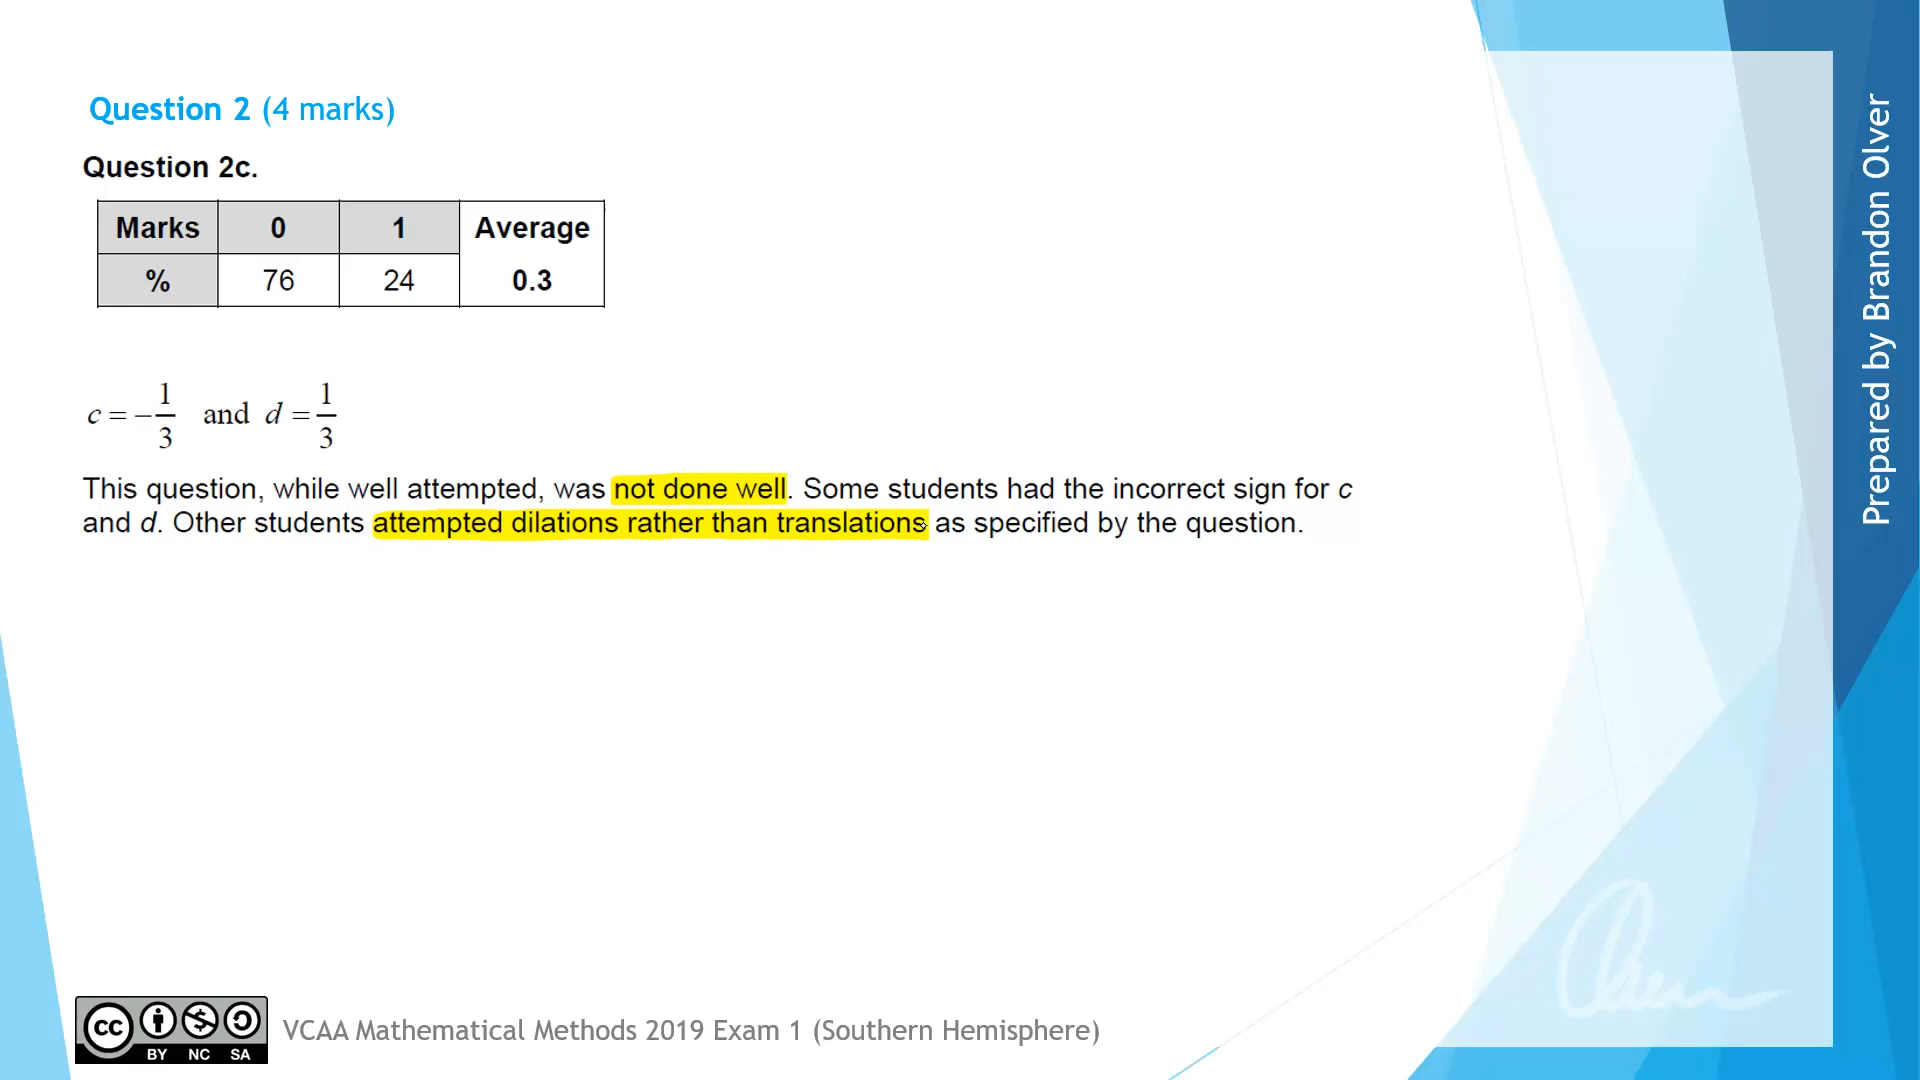 Question 2 (4 marks)
Question 2c.
Marks 0 1 Average
% 76 24 0.3
c = −1/3 and d = 1/3
This question, while well attempted, was not done well. Some students had the incorrect sign for c
and d. Other students attempted dilations rather than translations as specified by the question.
Prepared by Brandon Olver
cc
BY NC SA
VCAA Mathematical Methods 2019 Exam 1 (Southern Hemisphere)